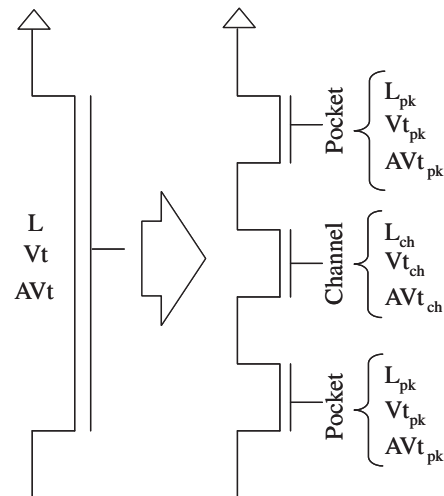 L
Vt
AVt
Pocket
L_pk
Vt_pk
AVt_pk
Channel
L_ch
Vt_ch
AVt_ch
Pocket
L_pk
Vt_pk
AVt_pk